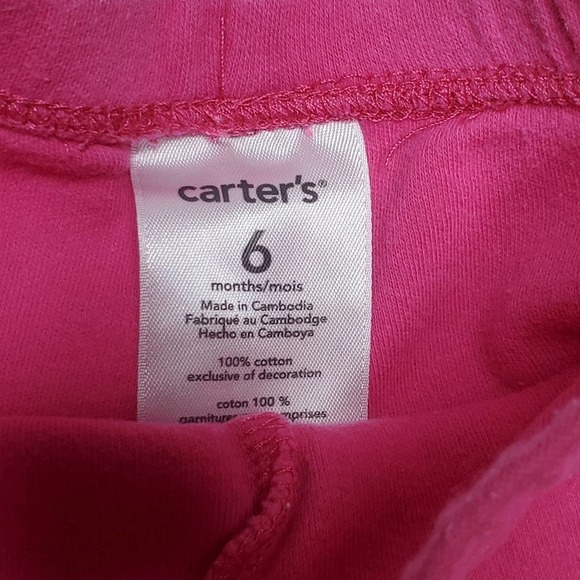 carter's®
6
months/mois
Made in Cambodia
Fabriqué au Cambodge
Hecho en Camboya
100% cotton
exclusive of decoration
coton 100 %